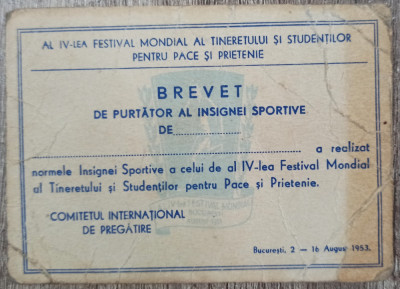 AL IV-LEA FESTIVAL MONDIAL AL TINERETULUI ȘI STUDENȚILOR
PENTRU PACE ȘI PRIETENIE
BREVET
DE PURTĂTOR AL INSIGNEI SPORTIVE
DE
a realizat
normele Insignei Sportive a celui de al IV-lea Festival Mondial
al Tineretului și Studenților pentru Pace și Prietenie.
COMITETUL INTERNAȚIONAL
DE PREGĂTIRE
București, 2 — 16 August 1953.